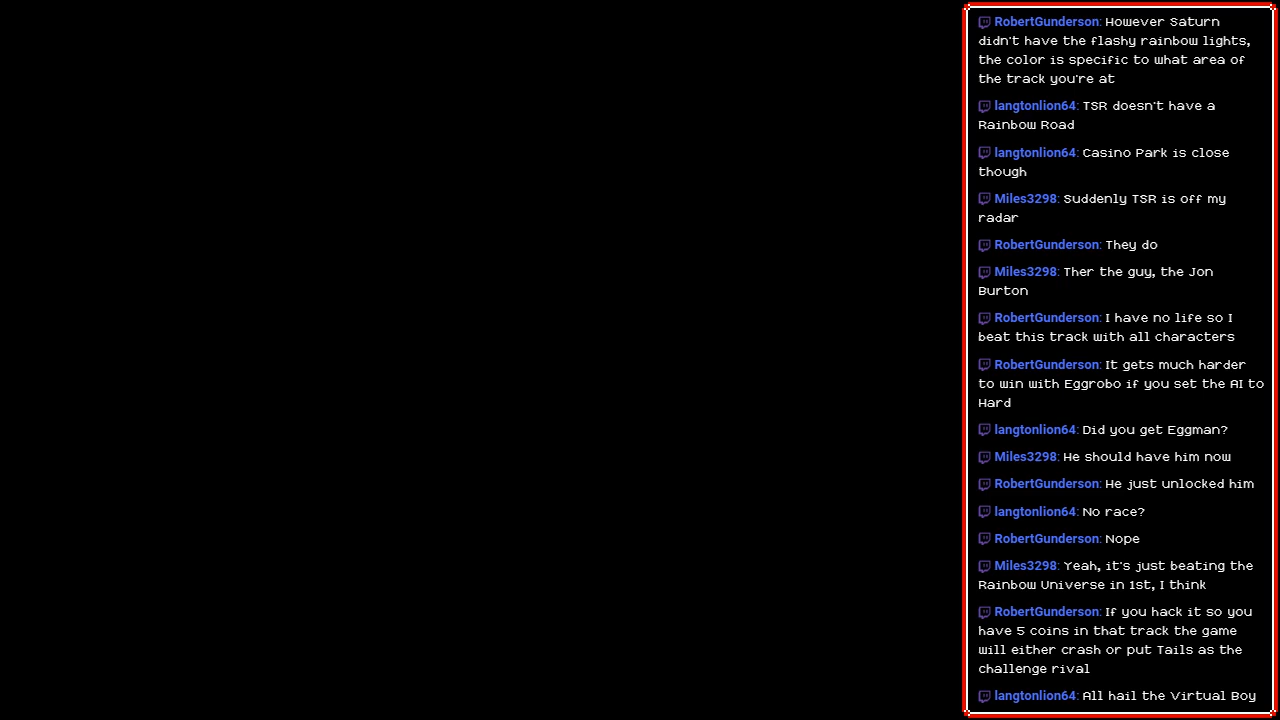 RobertGunderson: However Saturn
didn't have the flashy rainbow lights,
the color is specific to what area of
the track you're at
langtonlion64: TSR doesn't have a
Rainbow Road
langtonlion64: Casino Park is close
though
Miles3298: Suddenly TSR is off my
radar
RobertGunderson: They do
Miles3298: Ther the guy, the Jon
Burton
RobertGunderson: I have no life so I
beat this track with all characters
RobertGunderson: It gets much harder
to win with Eggrobo if you set the AI to
Hard
langtonlion64: Did you get Eggman?
Miles3298: He should have him now
RobertGunderson: He just unlocked him
langtonlion64: No race?
RobertGunderson: Nope
Miles3298: Yeah, it's just beating the
Rainbow Universe in 1st, I think
RobertGunderson: If you hack it so you
have 5 coins in that track the game
will either crash or put Tails as the
challenge rival
langtonlion64: All hail the Virtual Boy